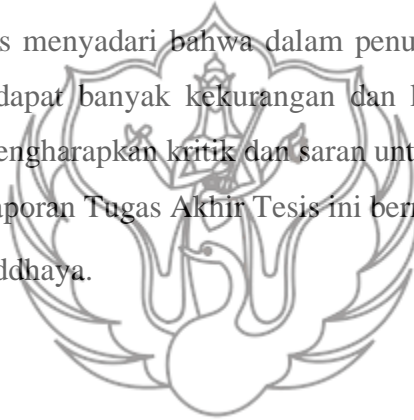 s menyadari bahwa dalam penu
dapat banyak kekurangan dan
engharapkan kritik dan saran unt
aporan Tugas Akhir Tesis ini ber
ddhaya.